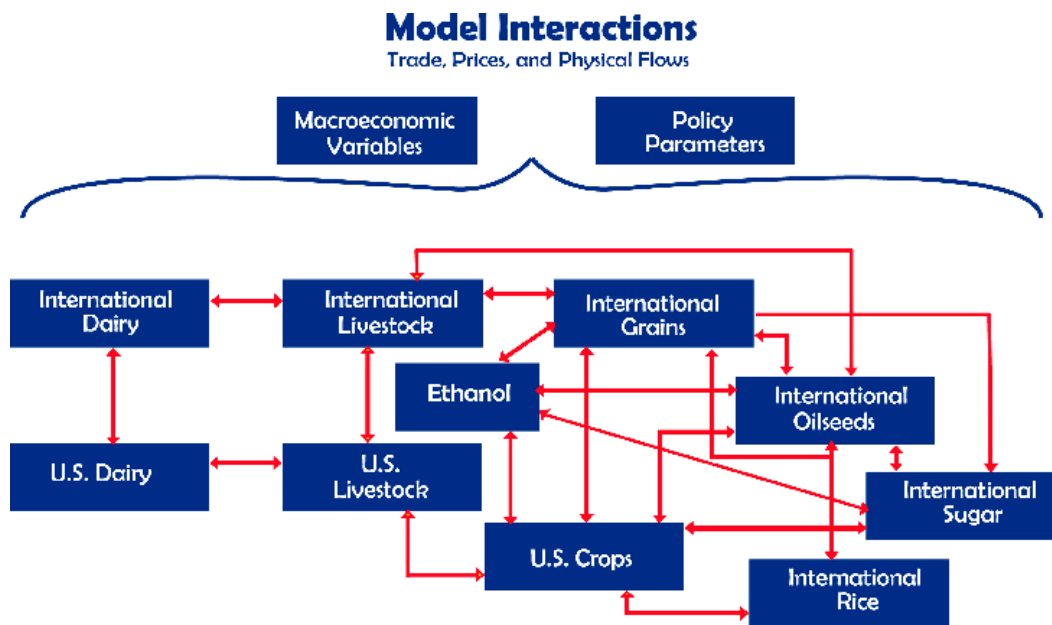 Model Interactions
Trade, Prices, and Physical Flows
Macroeconomic
Variables
Policy
Parameters
International
Dairy
International
Livestock
International
Grains
Ethanol
International
Oilseeds
U.S. Dairy
U.S.
Livestock
International
Sugar
U.S. Crops
International
Rice